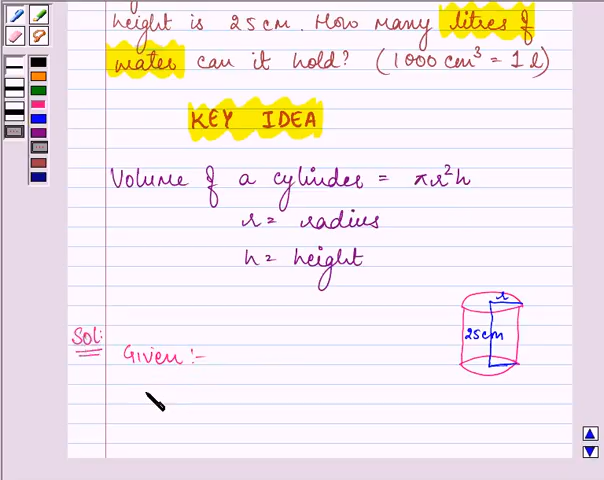 height is 25 cm. How many litres of
water can it hold? (1000 cm³ = 1 l)
KEY IDEA
Volume of a cylinder = πr²h
r = radius
h = height
r
25cm
Sol:
Given :-